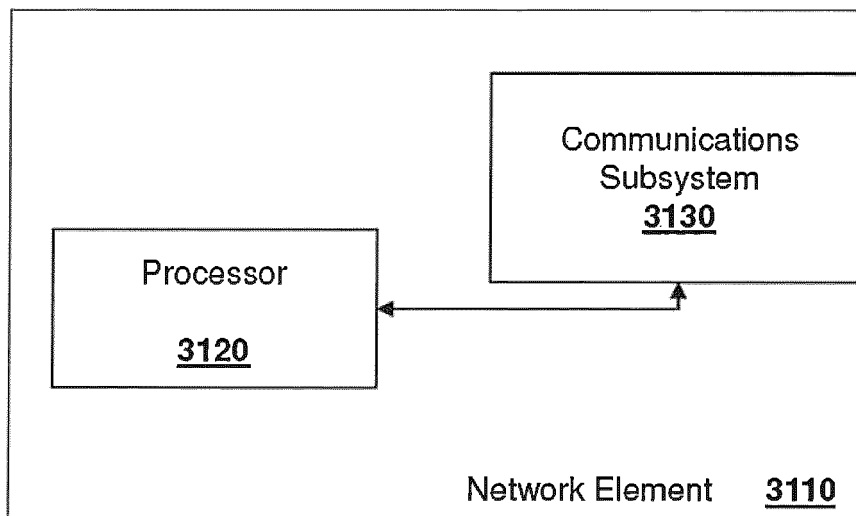 Communications
Subsystem
3130
Processor
3120
Network Element 3110